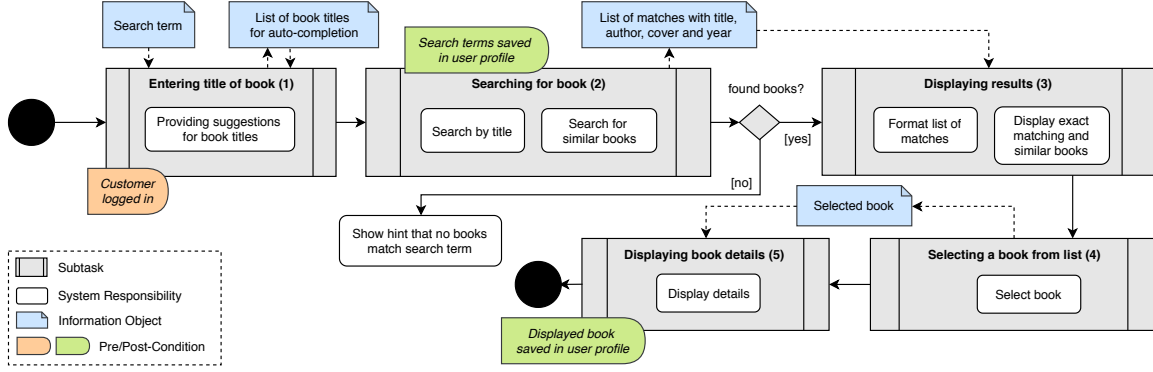 Search term
List of book titles
for auto-completion
Search terms saved
in user profile
List of matches with title,
author, cover and year
Entering title of book (1)
Providing suggestions
for book titles
Customer
logged in
Searching for book (2)
Search by title
Search for
similar books
found books?
[yes]
[no]
Displaying results (3)
Format list of
matches
Display exact
matching and
similar books
Show hint that no books
match search term
Selected book
Displaying book details (5)
Display details
Displayed book
saved in user profile
Selecting a book from list (4)
Select book
Subtask
System Responsibility
Information Object
Pre/Post-Condition